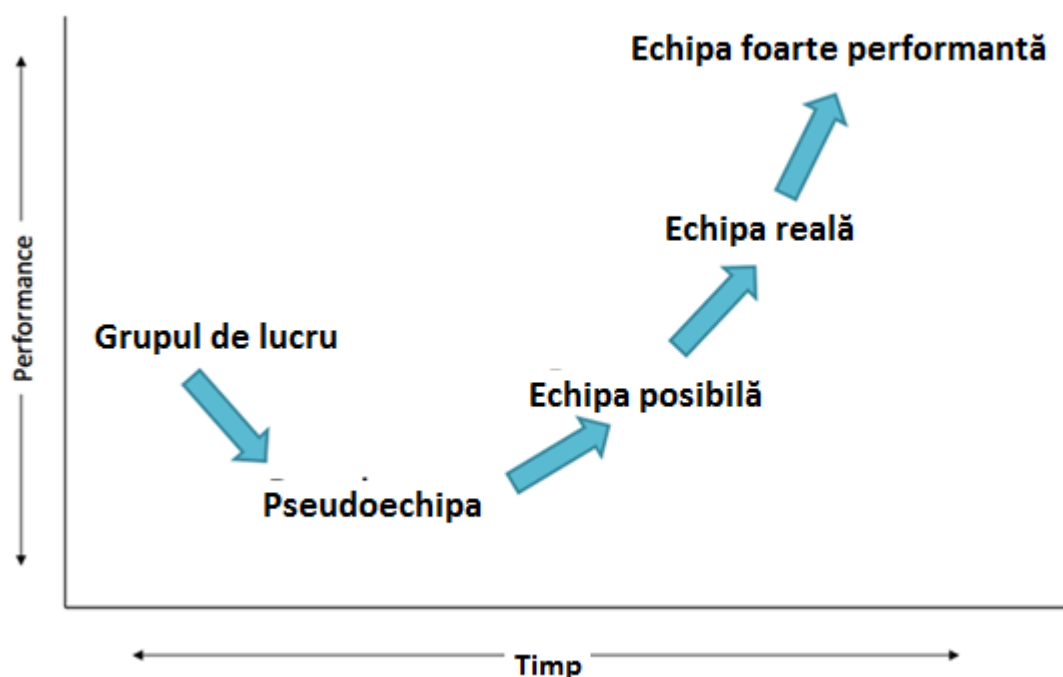 Echipa foarte performantă
Echipa reală
Performance
Grupul de lucru
Echipa posibilă
Pseudoechipa
Timp